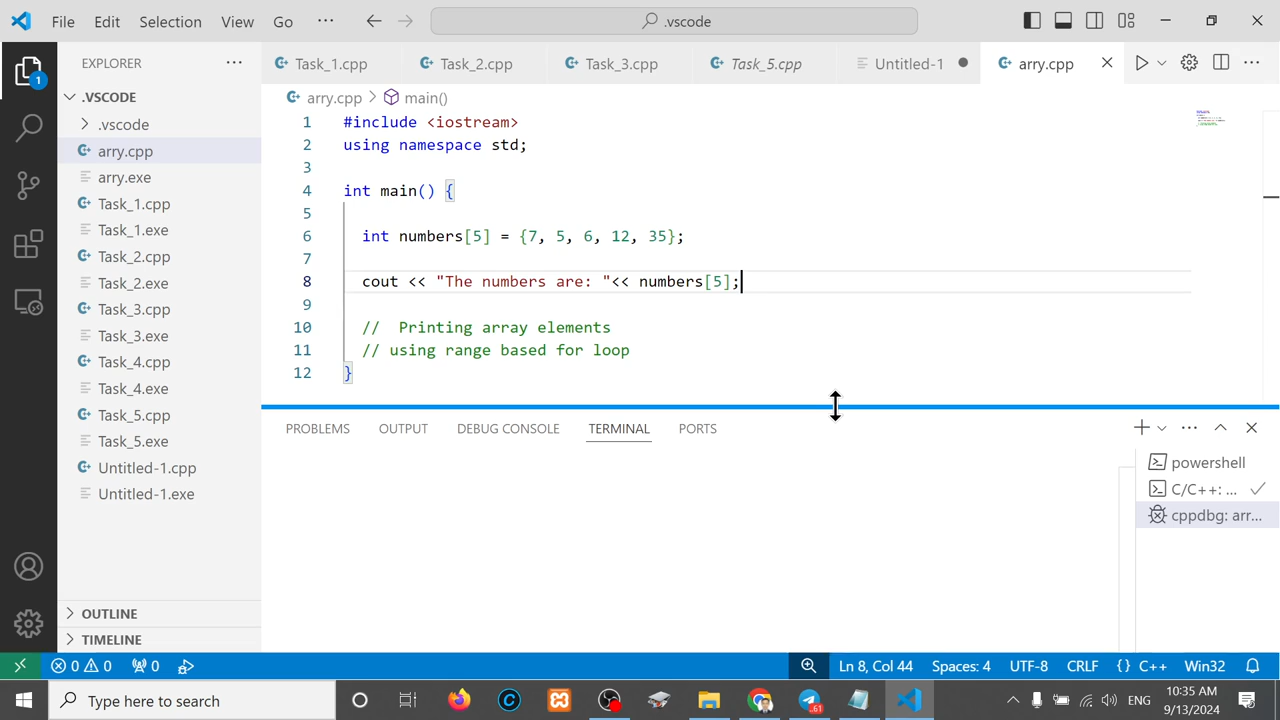 File Edit Selection View Go ··· .vscode
EXPLORER ··· Task_1.cpp Task_2.cpp Task_3.cpp Task_5.cpp Untitled-1 arry.cpp
.VSCODE
.vscode
arry.cpp
arry.exe
Task_1.cpp
Task_1.exe
Task_2.cpp
Task_2.exe
Task_3.cpp
Task_3.exe
Task_4.cpp
Task_4.exe
Task_5.cpp
Task_5.exe
Untitled-1.cpp
Untitled-1.exe
OUTLINE
TIMELINE
arry.cpp > main()
1 #include <iostream>
2 using namespace std;
3
4 int main() {
5
6 int numbers[5] = {7, 5, 6, 12, 35};
7
8 cout << "The numbers are: "<< numbers[5];
9
10 // Printing array elements
11 // using range based for loop
12 }
PROBLEMS OUTPUT DEBUG CONSOLE TERMINAL PORTS
powershell
C/C++: ...
cppdbg: arr...
1
0 0 0 Ln 8, Col 44 Spaces: 4 UTF-8 CRLF {} C++ Win32
Type here to search .61 ENG 10:35 AM
9/13/2024